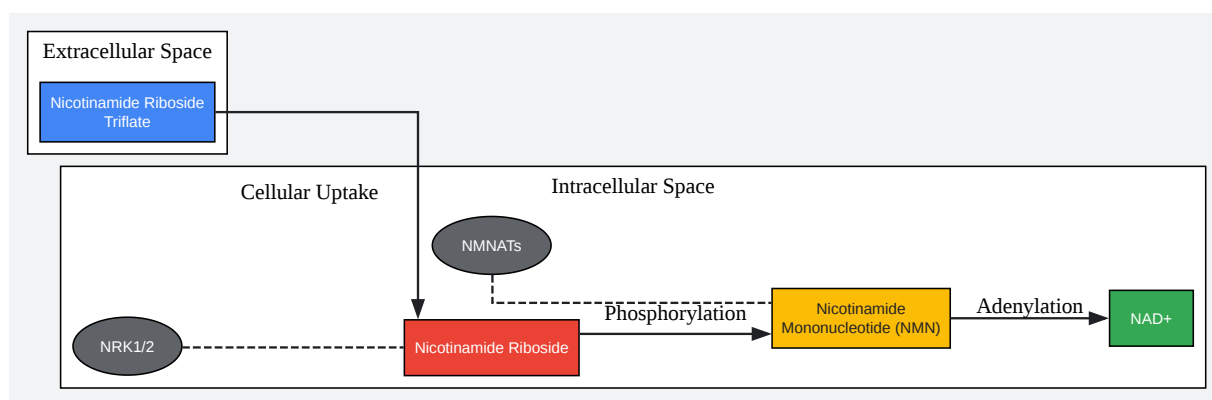 Extracellular Space
Nicotinamide Riboside
Triflate
Cellular Uptake
Intracellular Space
NMNATs
Phosphorylation
Nicotinamide
Mononucleotide (NMN)
Adenylation
NAD+
NRK1/2
Nicotinamide Riboside